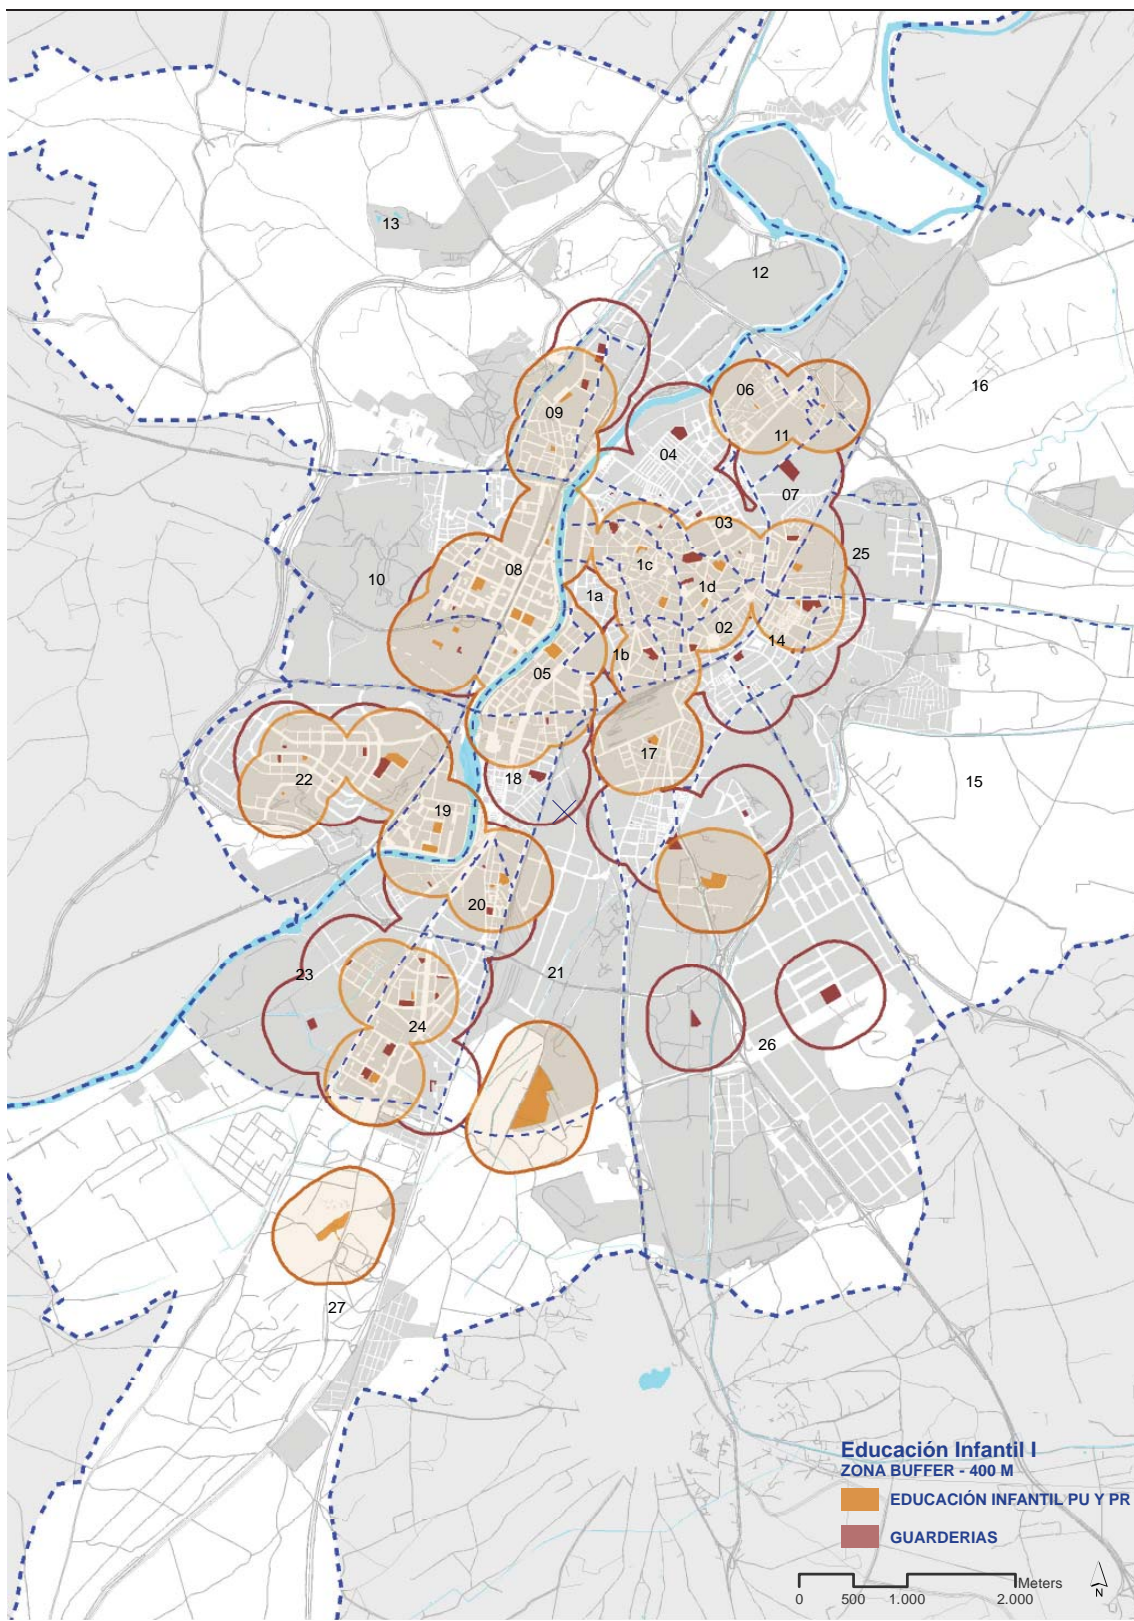 13
12
16
06
09
11
04
07
03
25
08
1c
10
1a
1d
02
14
1b
05
17
18
22
15
19
20
23
21
24
26
27
Educación Infantil I
ZONA BUFFER - 400 M
EDUCACIÓN INFANTIL PU Y PR
GUARDERIAS
Meters
0 500 1.000 2.000
N